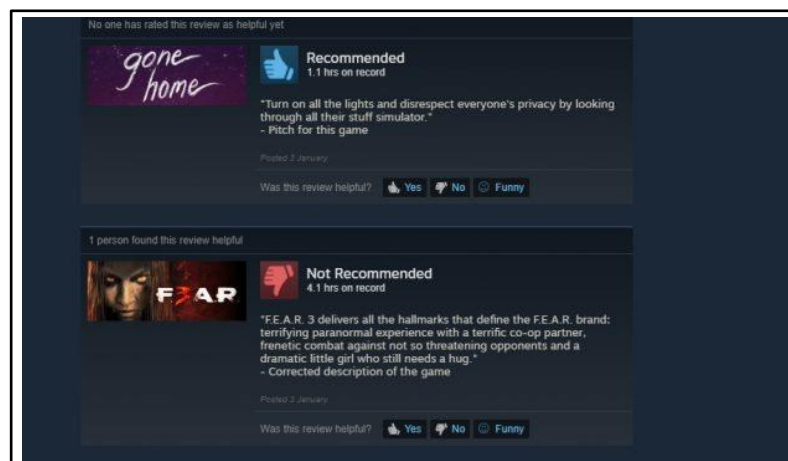 No one has rated this review as helpful yet
gone
home
Recommended
1.1 hrs on record
"Turn on all the lights and disrespect everyone's privacy by looking
through all their stuff simulator."
- Pitch for this game
Posted 2 January
Was this review helpful? Yes No Funny
1 person found this review helpful
F3AR
Not Recommended
4.1 hrs on record
"F.E.A.R. 3 delivers all the hallmarks that define the F.E.A.R. brand:
terrifying paranormal experience with a terrific co-op partner,
frenetic combat against not so threatening opponents and a
dramatic little girl who still needs a hug."
- Corrected description of the game
Posted 2 January
Was this review helpful? Yes No Funny